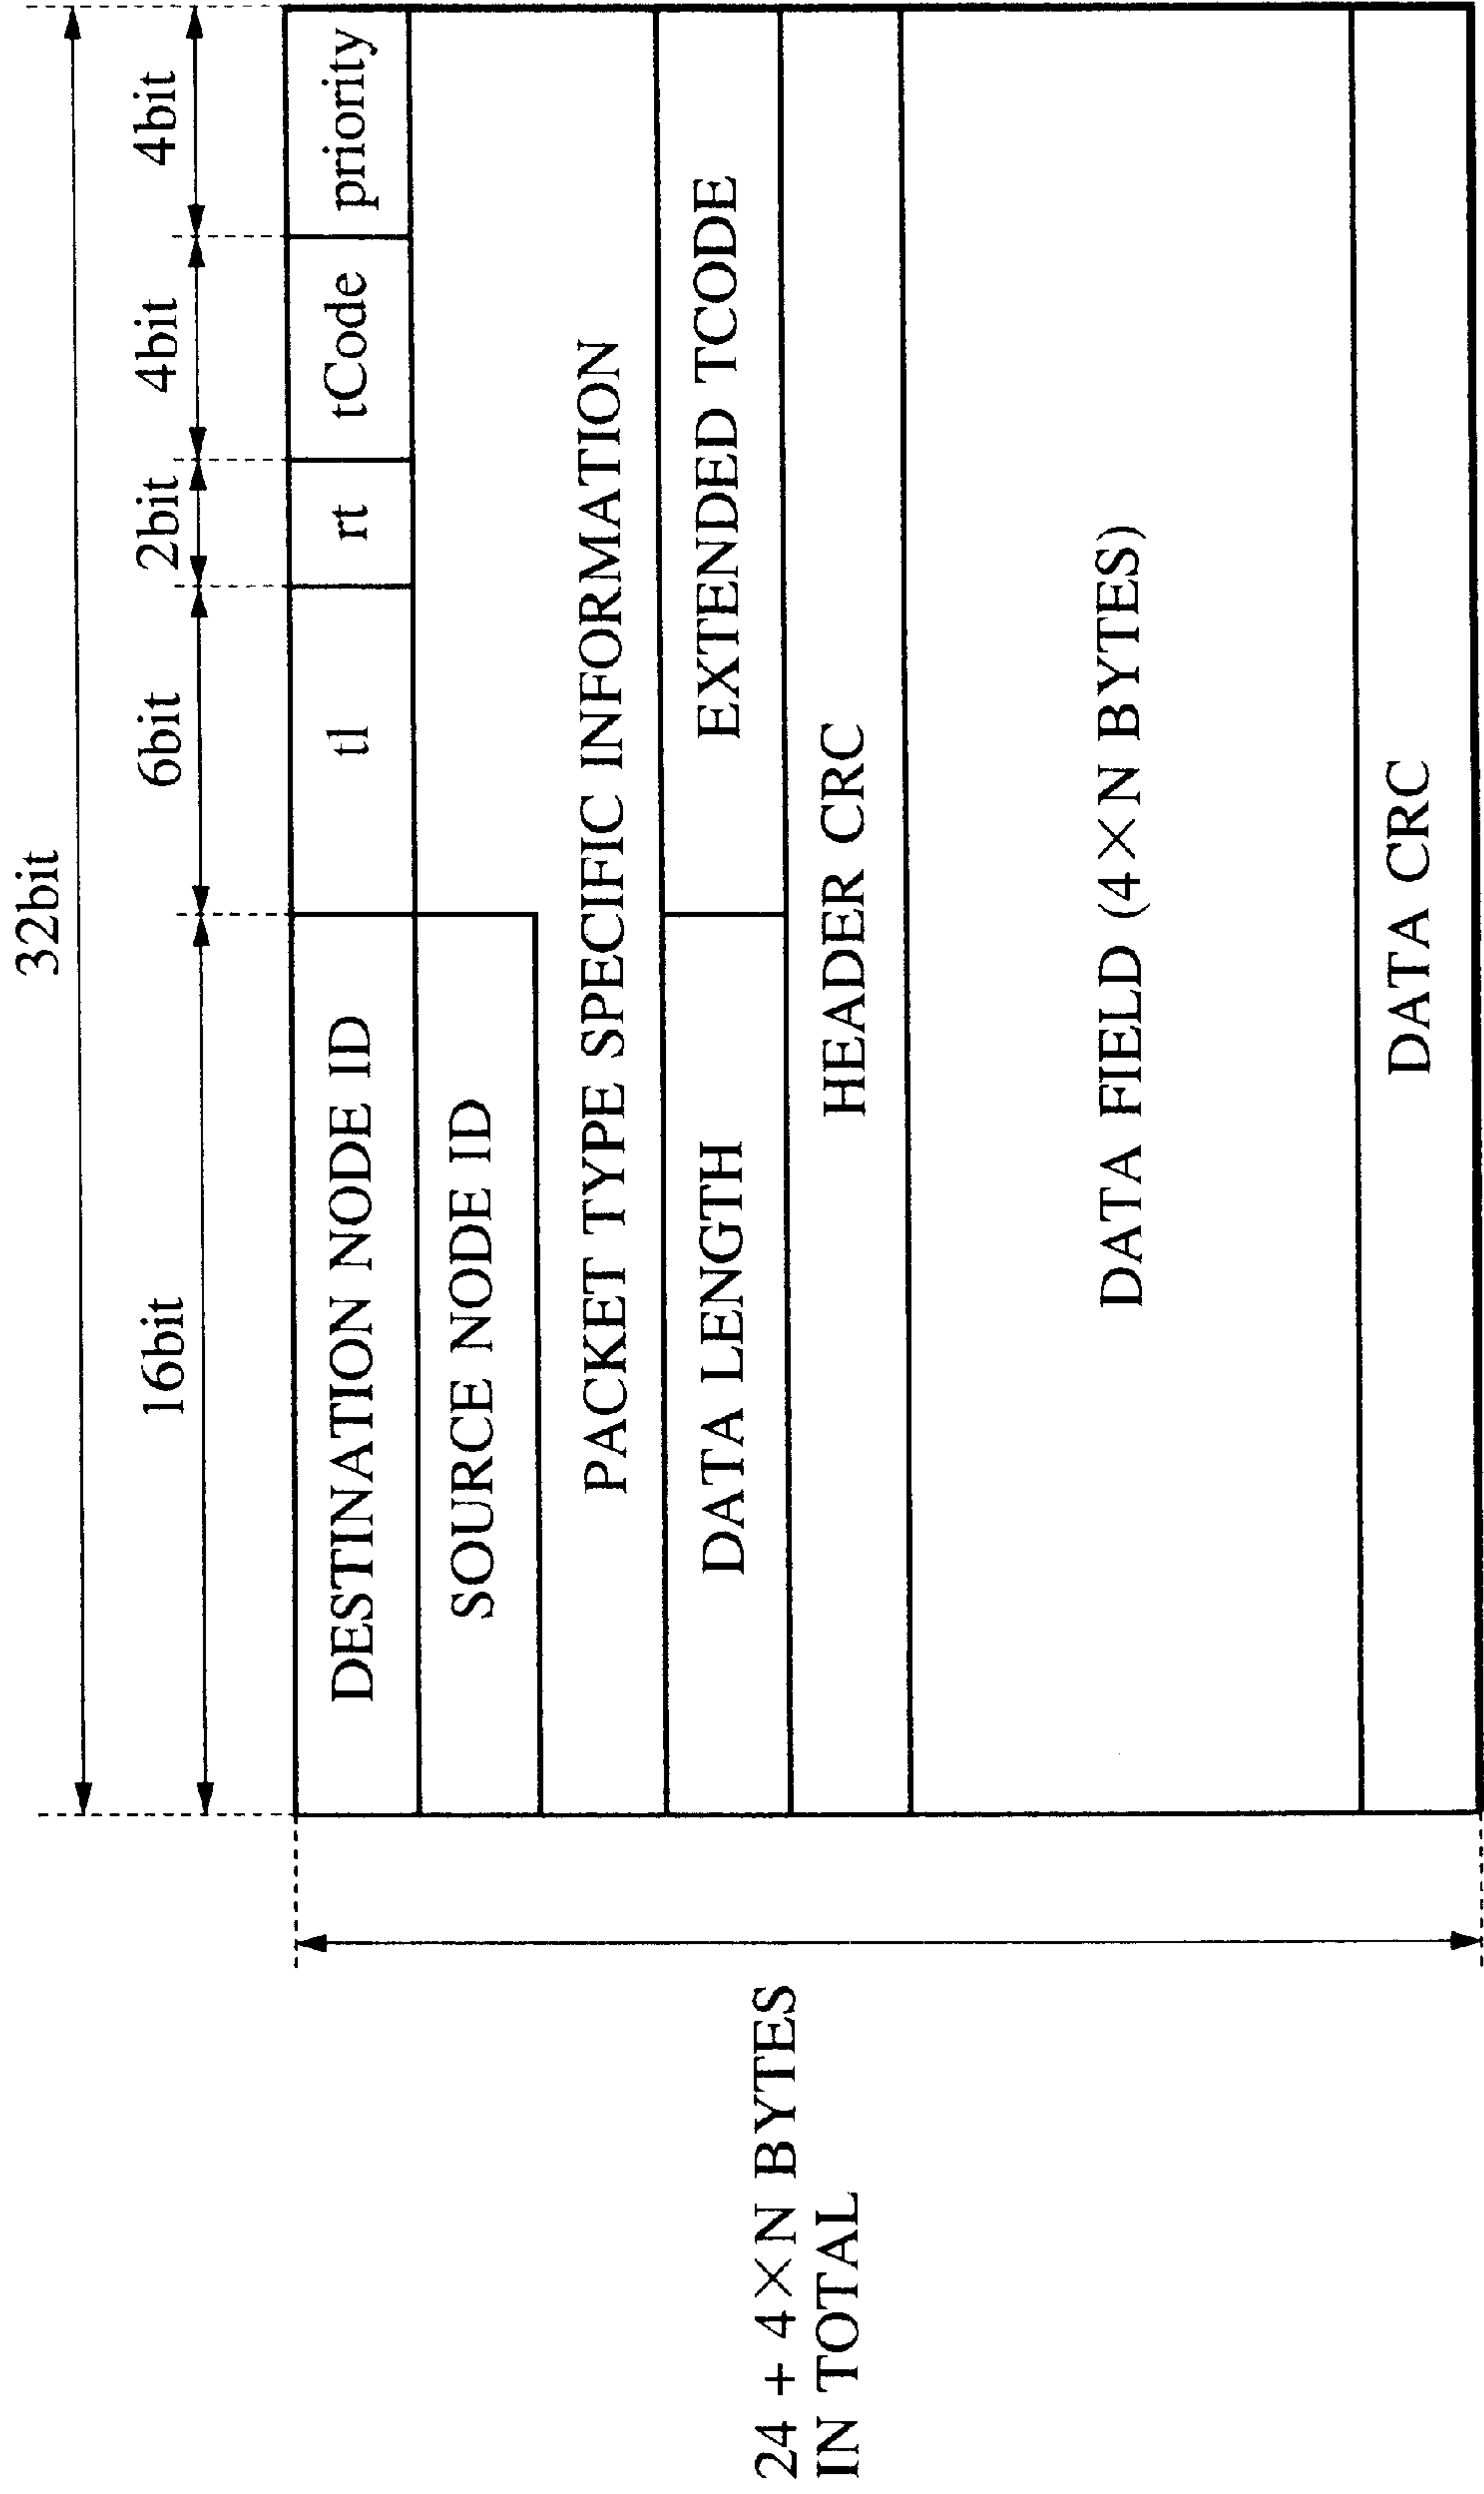 32bit
16bit
6bit
2bit
4bit
4bit
DESTINATION NODE ID
tl
rt
tCode
priority
SOURCE NODE ID
PACKET TYPE SPECIFIC INFORMATION
DATA LENGTH
EXTENDED TCODE
HEADER CRC
DATA FIELD (4×N BYTES)
DATA CRC
24 + 4×N BYTES
IN TOTAL